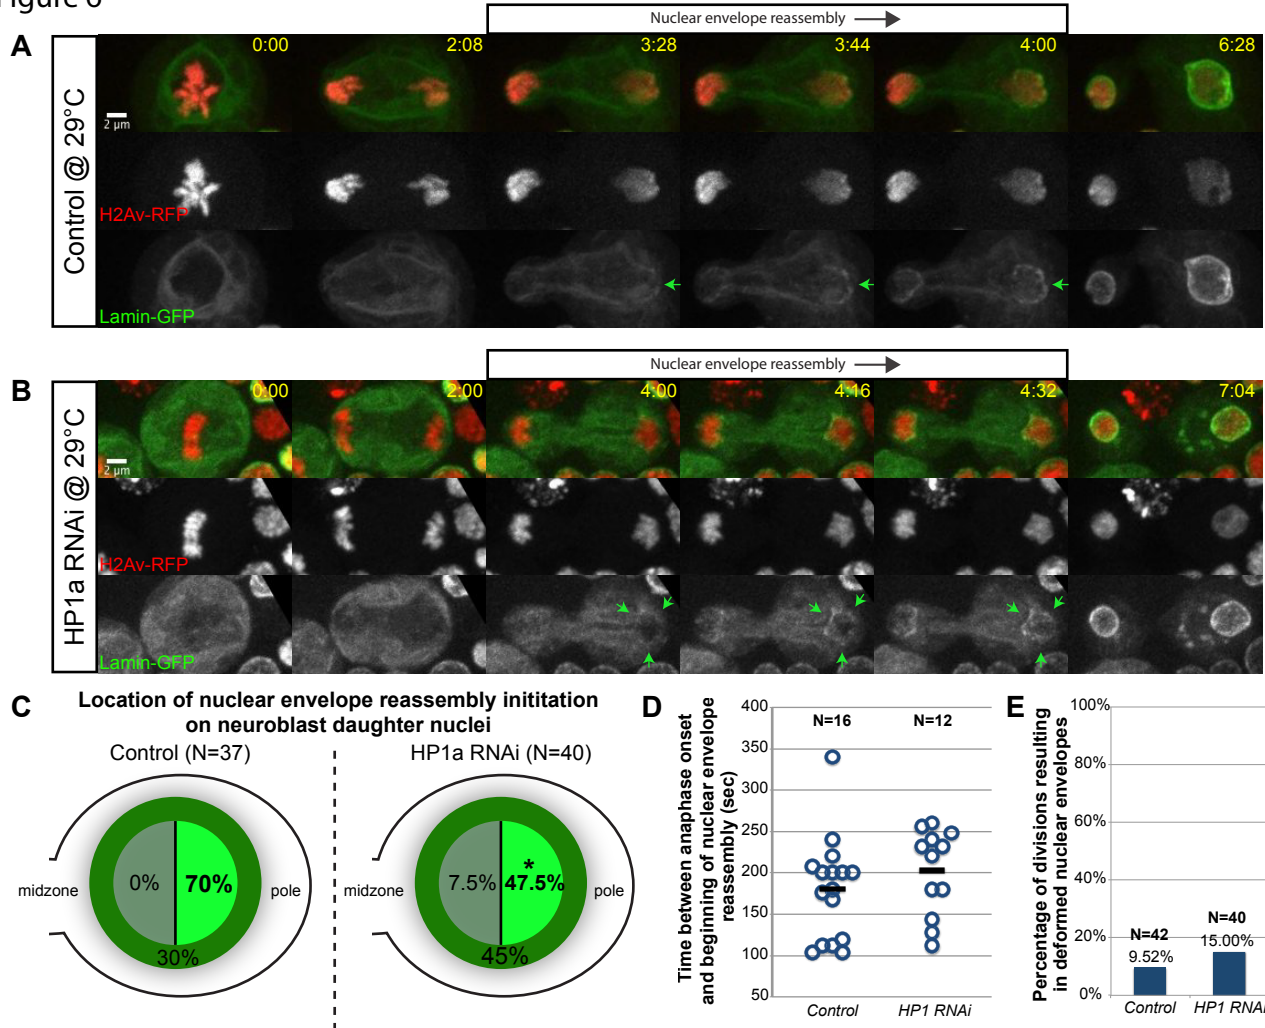 Figure 6
Nuclear envelope reassembly
A
Control @ 29°C
0:00
2:08
3:28
3:44
4:00
6:28
2 µm
H2Av-RFP
Lamin-GFP
Nuclear envelope reassembly
B
HP1a RNAi @ 29°C
0:00
2:00
4:00
4:16
4:32
7:04
2 µm
H2Av-RFP
Lamin-GFP
C
Location of nuclear envelope reassembly inititation
on neuroblast daughter nuclei
Control (N=37)
midzone
0%
70%
pole
30%
HP1a RNAi (N=40)
midzone
7.5%
*
47.5%
pole
45%
D
Time between anaphase onset
and beginning of nuclear envelope
reassembly (sec)
400
350
300
250
200
150
100
50
N=16
N=12
Control
HP1 RNAi
E
Percentage of divisions resulting
in deformed nuclear envelopes
100%
80%
60%
40%
20%
0%
N=42
9.52%
N=40
15.00%
Control
HP1 RNAi